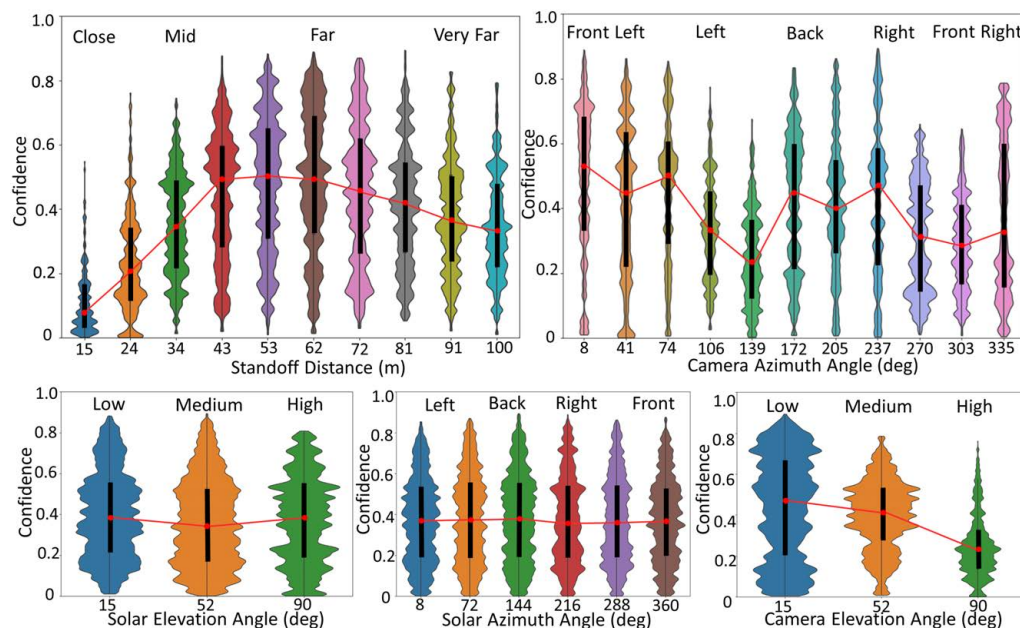 1.0
0.8
0.6
0.4
0.2
0
Confidence
Close Mid Far Very Far
15 24 34 43 53 62 72 81 91 100
Standoff Distance (m)
1.0
0.8
0.6
0.4
0.2
0
Confidence
Front Left Left Back Right Front Right
8 41 74 106 139 172 205 237 270 303 335
Camera Azimuth Angle (deg)
1.0
0.8
0.6
0.4
0.2
0
Confidence
Low Medium High
15 52 90
Solar Elevation Angle (deg)
1.0
0.8
0.6
0.4
0.2
0
Confidence
Left Back Right Front
8 72 144 216 288 360
Solar Azimuth Angle (deg)
1.0
0.8
0.6
0.4
0.2
0
Confidence
Low Medium High
15 52 90
Camera Elevation Angle (deg)